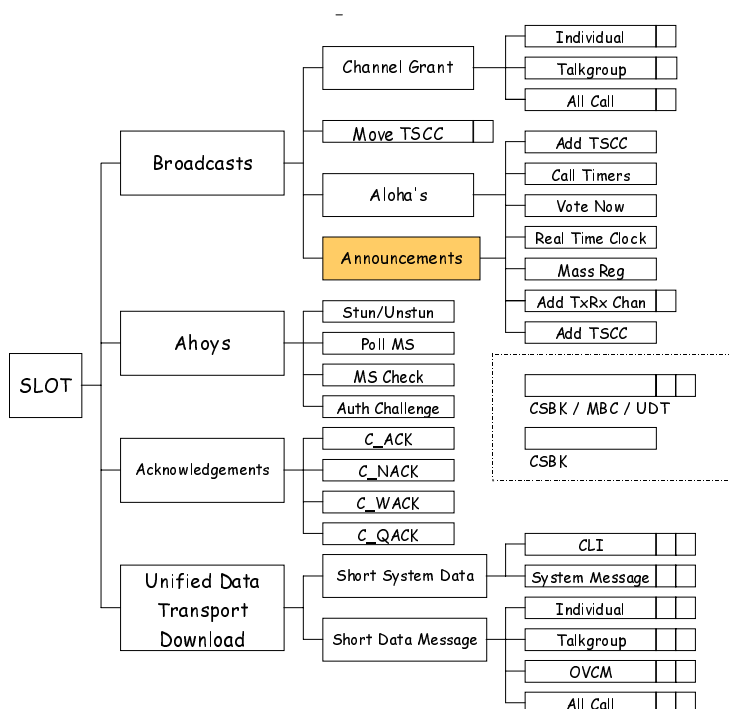 SLOT
Broadcasts
Channel Grant
Individual
Talkgroup
All Call
Move TSCC
Aloha's
Announcements
Add TSCC
Call Timers
Vote Now
Real Time Clock
Mass Reg
Add TxRx Chan
Add TSCC
Ahoys
Stun/Unstun
Poll MS
MS Check
Auth Challenge
Acknowledgements
C_ACK
C_NACK
C_WACK
C_QACK
CSBK / MBC / UDT
CSBK
Unified Data
Transport
Download
Short System Data
CLI
System Message
Short Data Message
Individual
Talkgroup
OVCM
All Call